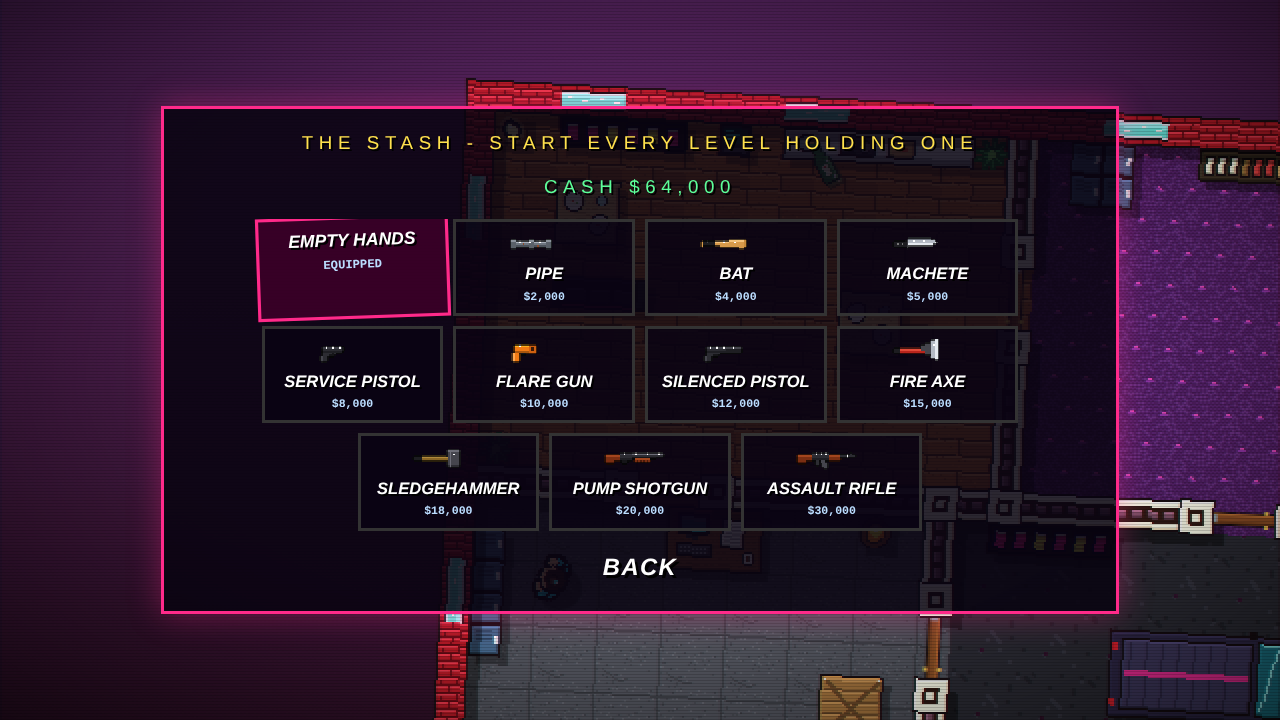 THE STASH - START EVERY LEVEL HOLDING ONE
CASH $64,000
EMPTY HANDS
EQUIPPED
PIPE
$2,000
BAT
$4,000
MACHETE
$5,000
SERVICE PISTOL
$8,000
FLARE GUN
$10,000
SILENCED PISTOL
$12,000
FIRE AXE
$15,000
SLEDGEHAMMER
$18,000
PUMP SHOTGUN
$20,000
ASSAULT RIFLE
$30,000
BACK